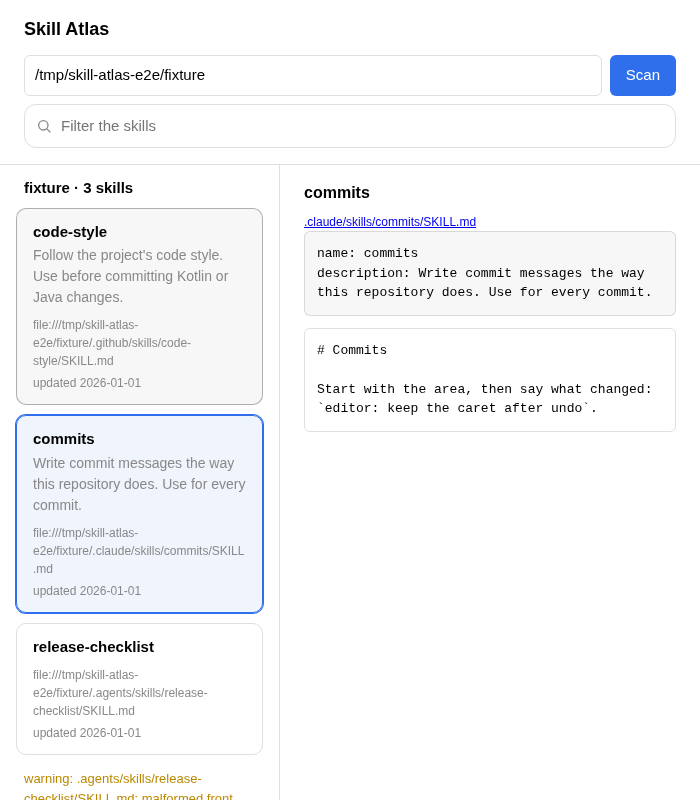 Skill Atlas
/tmp/skill-atlas-e2e/fixture
Scan
Filter the skills
fixture · 3 skills
code-style
Follow the project's code style.
Use before committing Kotlin or
Java changes.
file:///tmp/skill-atlas-
e2e/fixture/.github/skills/code-
style/SKILL.md
updated 2026-01-01
commits
Write commit messages the way
this repository does. Use for every
commit.
file:///tmp/skill-atlas-
e2e/fixture/.claude/skills/commits/SKILL
.md
updated 2026-01-01
release-checklist
file:///tmp/skill-atlas-
e2e/fixture/.agents/skills/release-
checklist/SKILL.md
updated 2026-01-01
warning: .agents/skills/release-
checklist/SKILL.md: malformed front
commits
.claude/skills/commits/SKILL.md
name: commits
description: Write commit messages the way
this repository does. Use for every commit.
# Commits
Start with the area, then say what changed:
`editor: keep the caret after undo`.